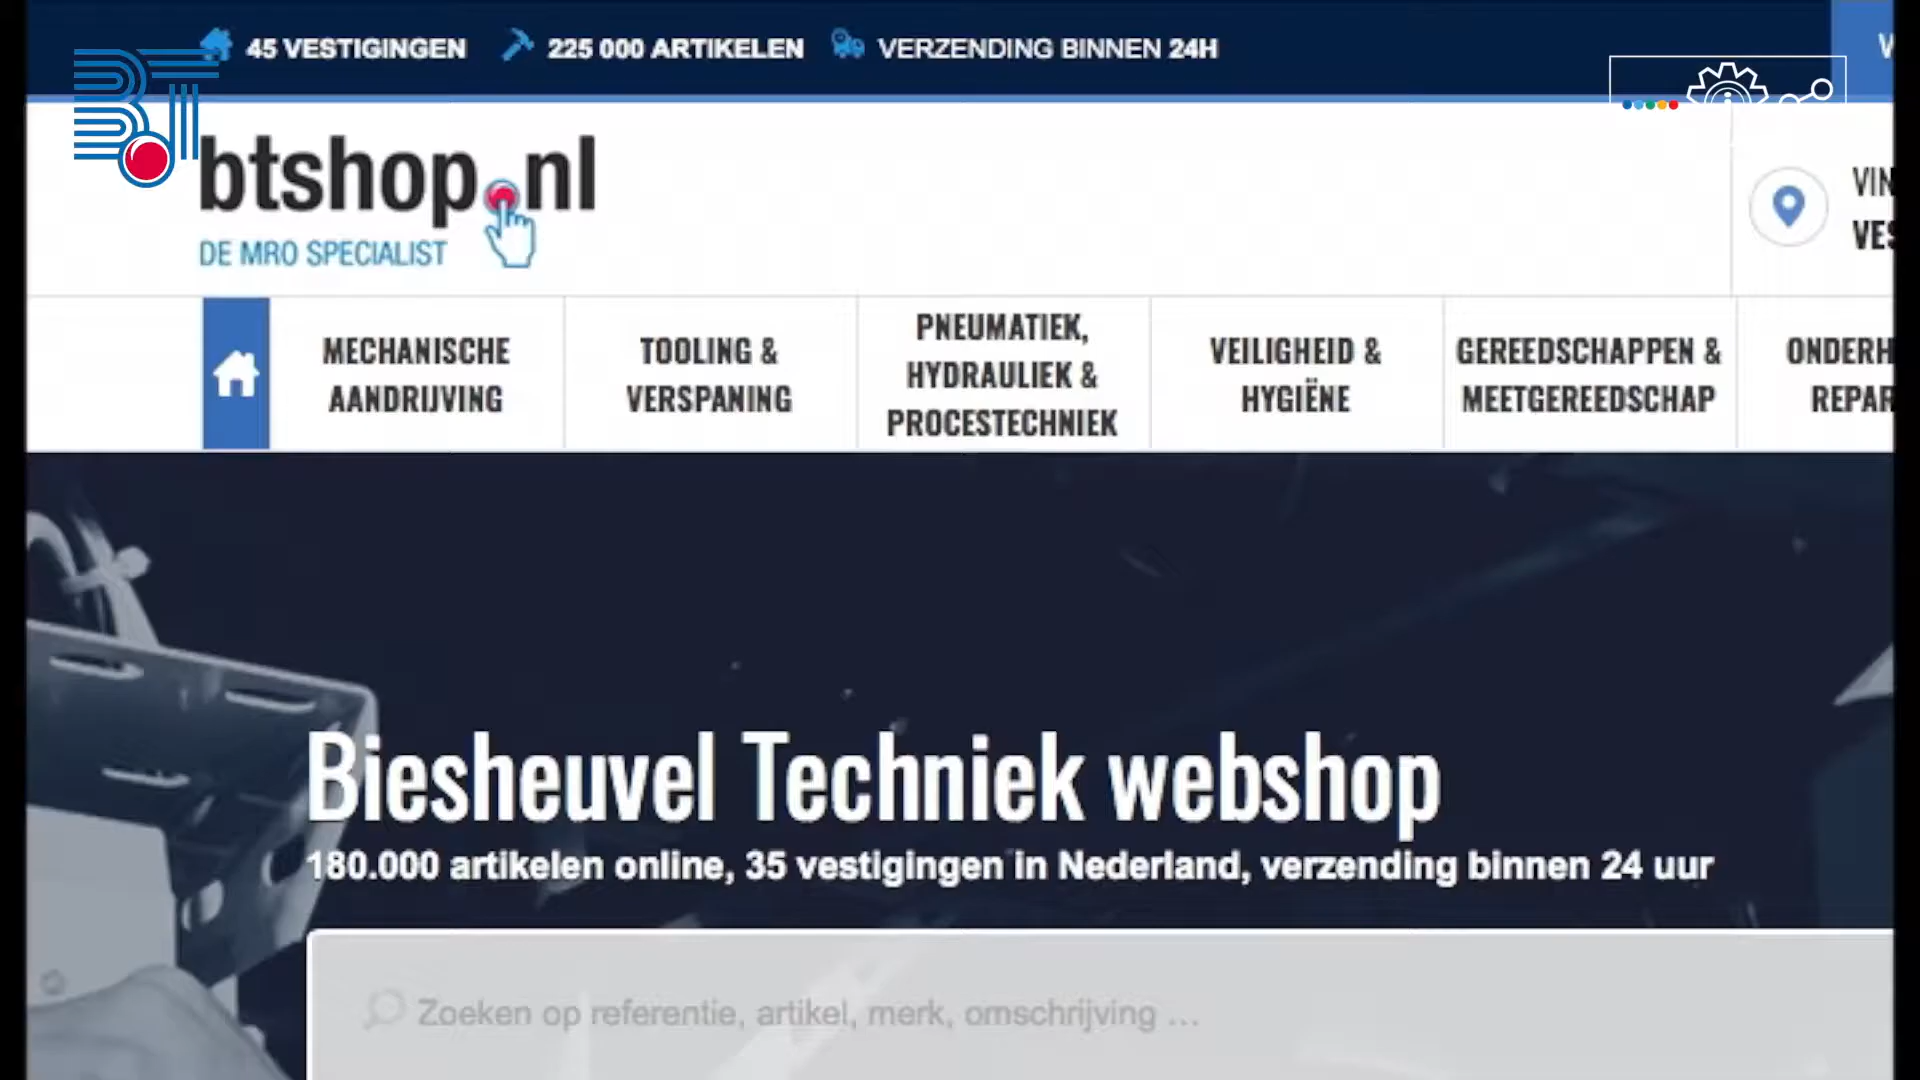 45 VESTIGINGEN
225 000 ARTIKELEN
VERZENDING BINNEN 24H
BT
btshop.nl
DE MRO SPECIALIST
MECHANISCHE
AANDRIJVING
TOOLING &
VERSPANING
PNEUMATIEK,
HYDRAULIEK &
PROCESTECHNIEK
VEILIGHEID &
HYGIËNE
GEREEDSCHAPPEN &
MEETGEREEDSCHAP
Biesheuvel Techniek webshop
180.000 artikelen online, 35 vestigingen in Nederland, verzending binnen 24 uur
Zoeken op referentie, artikel, merk, omschrijving ...